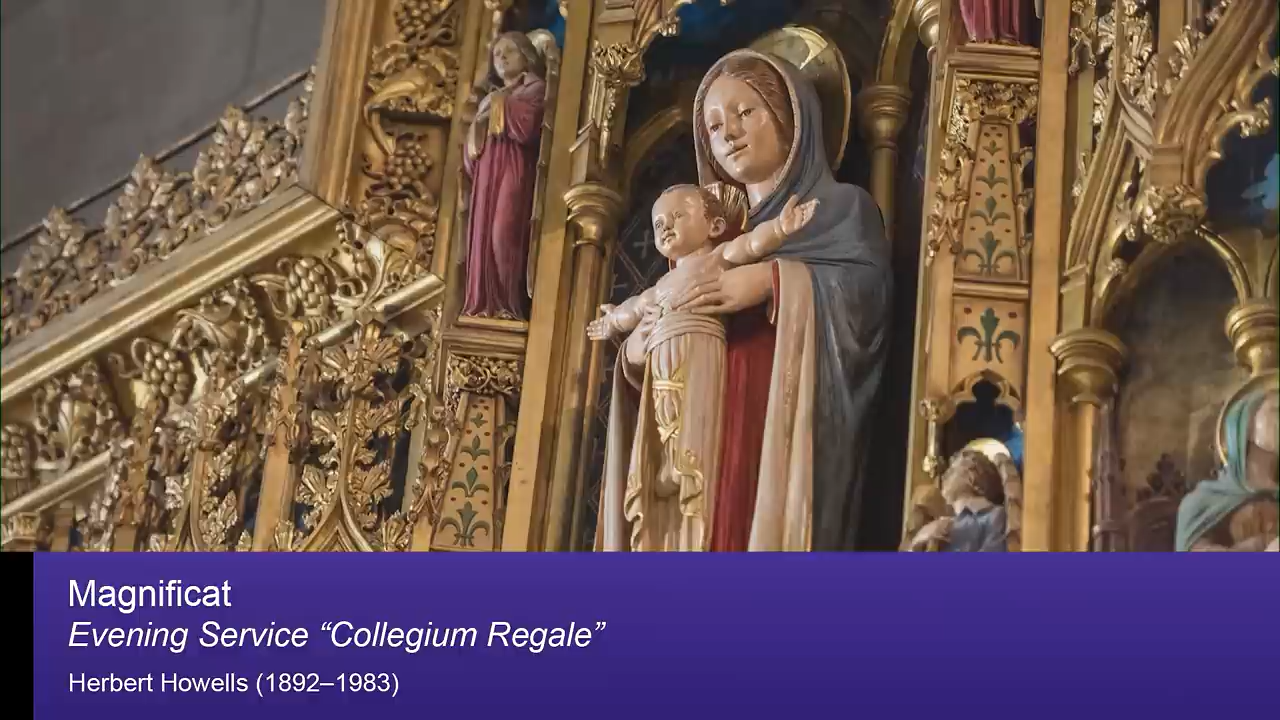 Magnificat
Evening Service “Collegium Regale”
Herbert Howells (1892–1983)